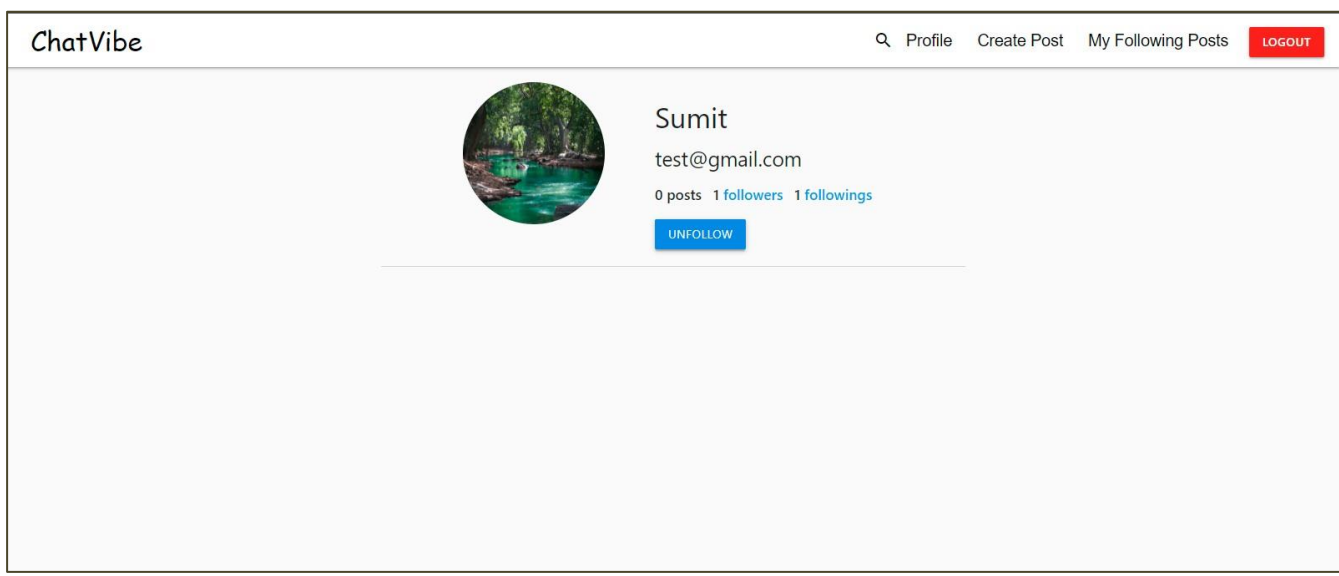 ChatVibe Profile Create Post My Following Posts LOGOUT
Sumit
test@gmail.com
0 posts 1 followers 1 followings
UNFOLLOW